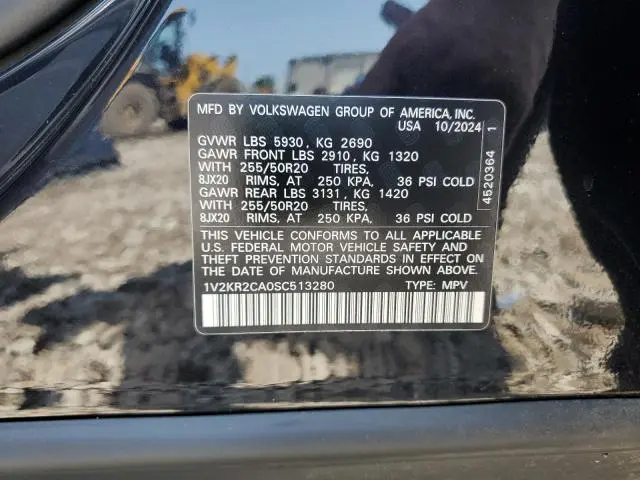 MFD BY VOLKSWAGEN GROUP OF AMERICA, INC.
USA 10/2024
GVWR LBS 5930, KG 2690
GAWR FRONT LBS 2910, KG 1320
WITH 255/50R20 TIRES,
8JX20 RIMS, AT 250 KPA, 36 PSI COLD
GAWR REAR LBS 3131, KG 1420
WITH 255/50R20 TIRES,
8JX20 RIMS, AT 250 KPA, 36 PSI COLD
THIS VEHICLE CONFORMS TO ALL APPLICABLE
U.S. FEDERAL MOTOR VEHICLE SAFETY AND
THEFT PREVENTION STANDARDS IN EFFECT ON
THE DATE OF MANUFACTURE SHOWN ABOVE.
1V2KR2CA0SC513280 TYPE: MPV
4520364 1